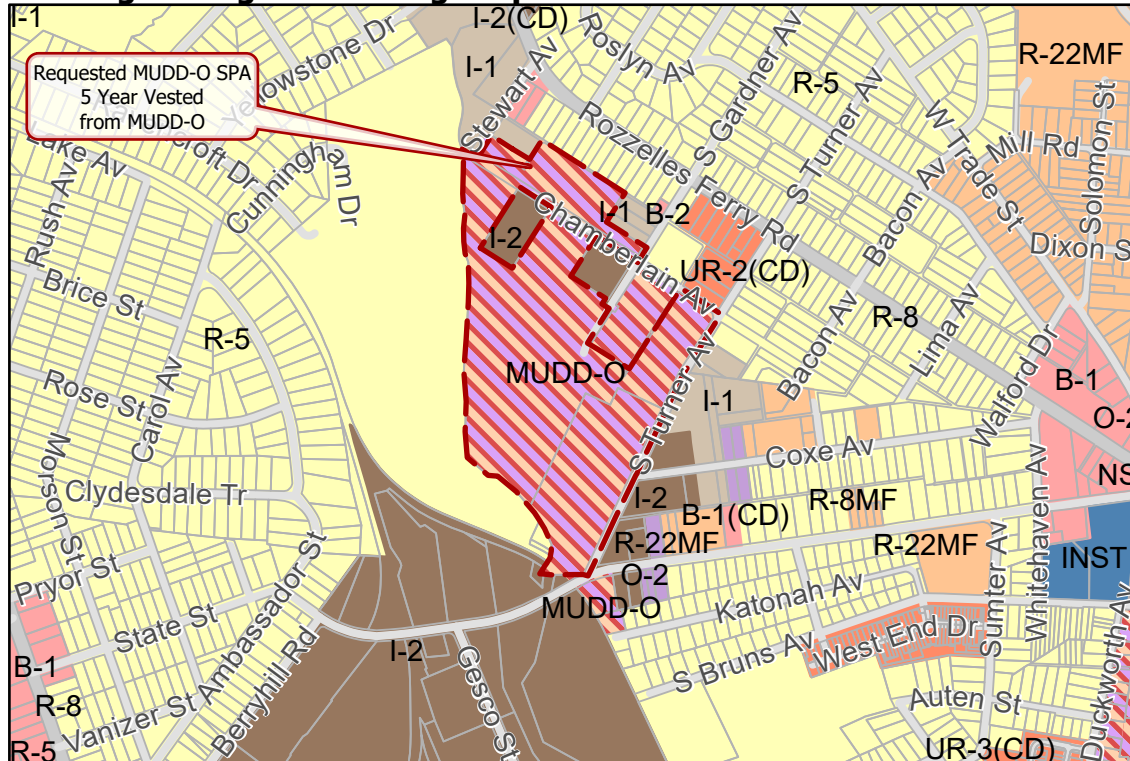 I-1
I-2(CD)
Roslyn Av
S Gardner Av
R-22MF
Requested MUDD-O SPA
5 Year Vested
from MUDD-O
Yellowstone Dr
I-1
Stewart Av
R-5
S Turner Av
W Trade St
Mill Rd
Solomon St
Lake Av
Cunningham Dr
Rozzelles Ferry Rd
Bacon Av
Rush Av
Chamberlain Av
I-1
B-2
I-2
Dixon S
Brice St
UR-2(CD)
R-5
Bacon Av
R-8
Lima Av
Rose St
Carol Av
MUDD-O
S Turner Av
I-1
Walford Dr
B-1
O-2
Morson St
Clydesdale Tr
Coxe Av
NS
I-2
B-1(CD)
R-8MF
Whitehaven Av
R-22MF
R-22MF
INST
Pryor St
State St
Ambassador St
O-2
MUDD-O
Katonah Av
Sumter Av
Berryhill Rd
I-2
Gesco St
S Bruns Av
West End Dr
Duckworth Av
B-1
R-8
Vanizer St
Auten St
R-5
UR-3(CD)